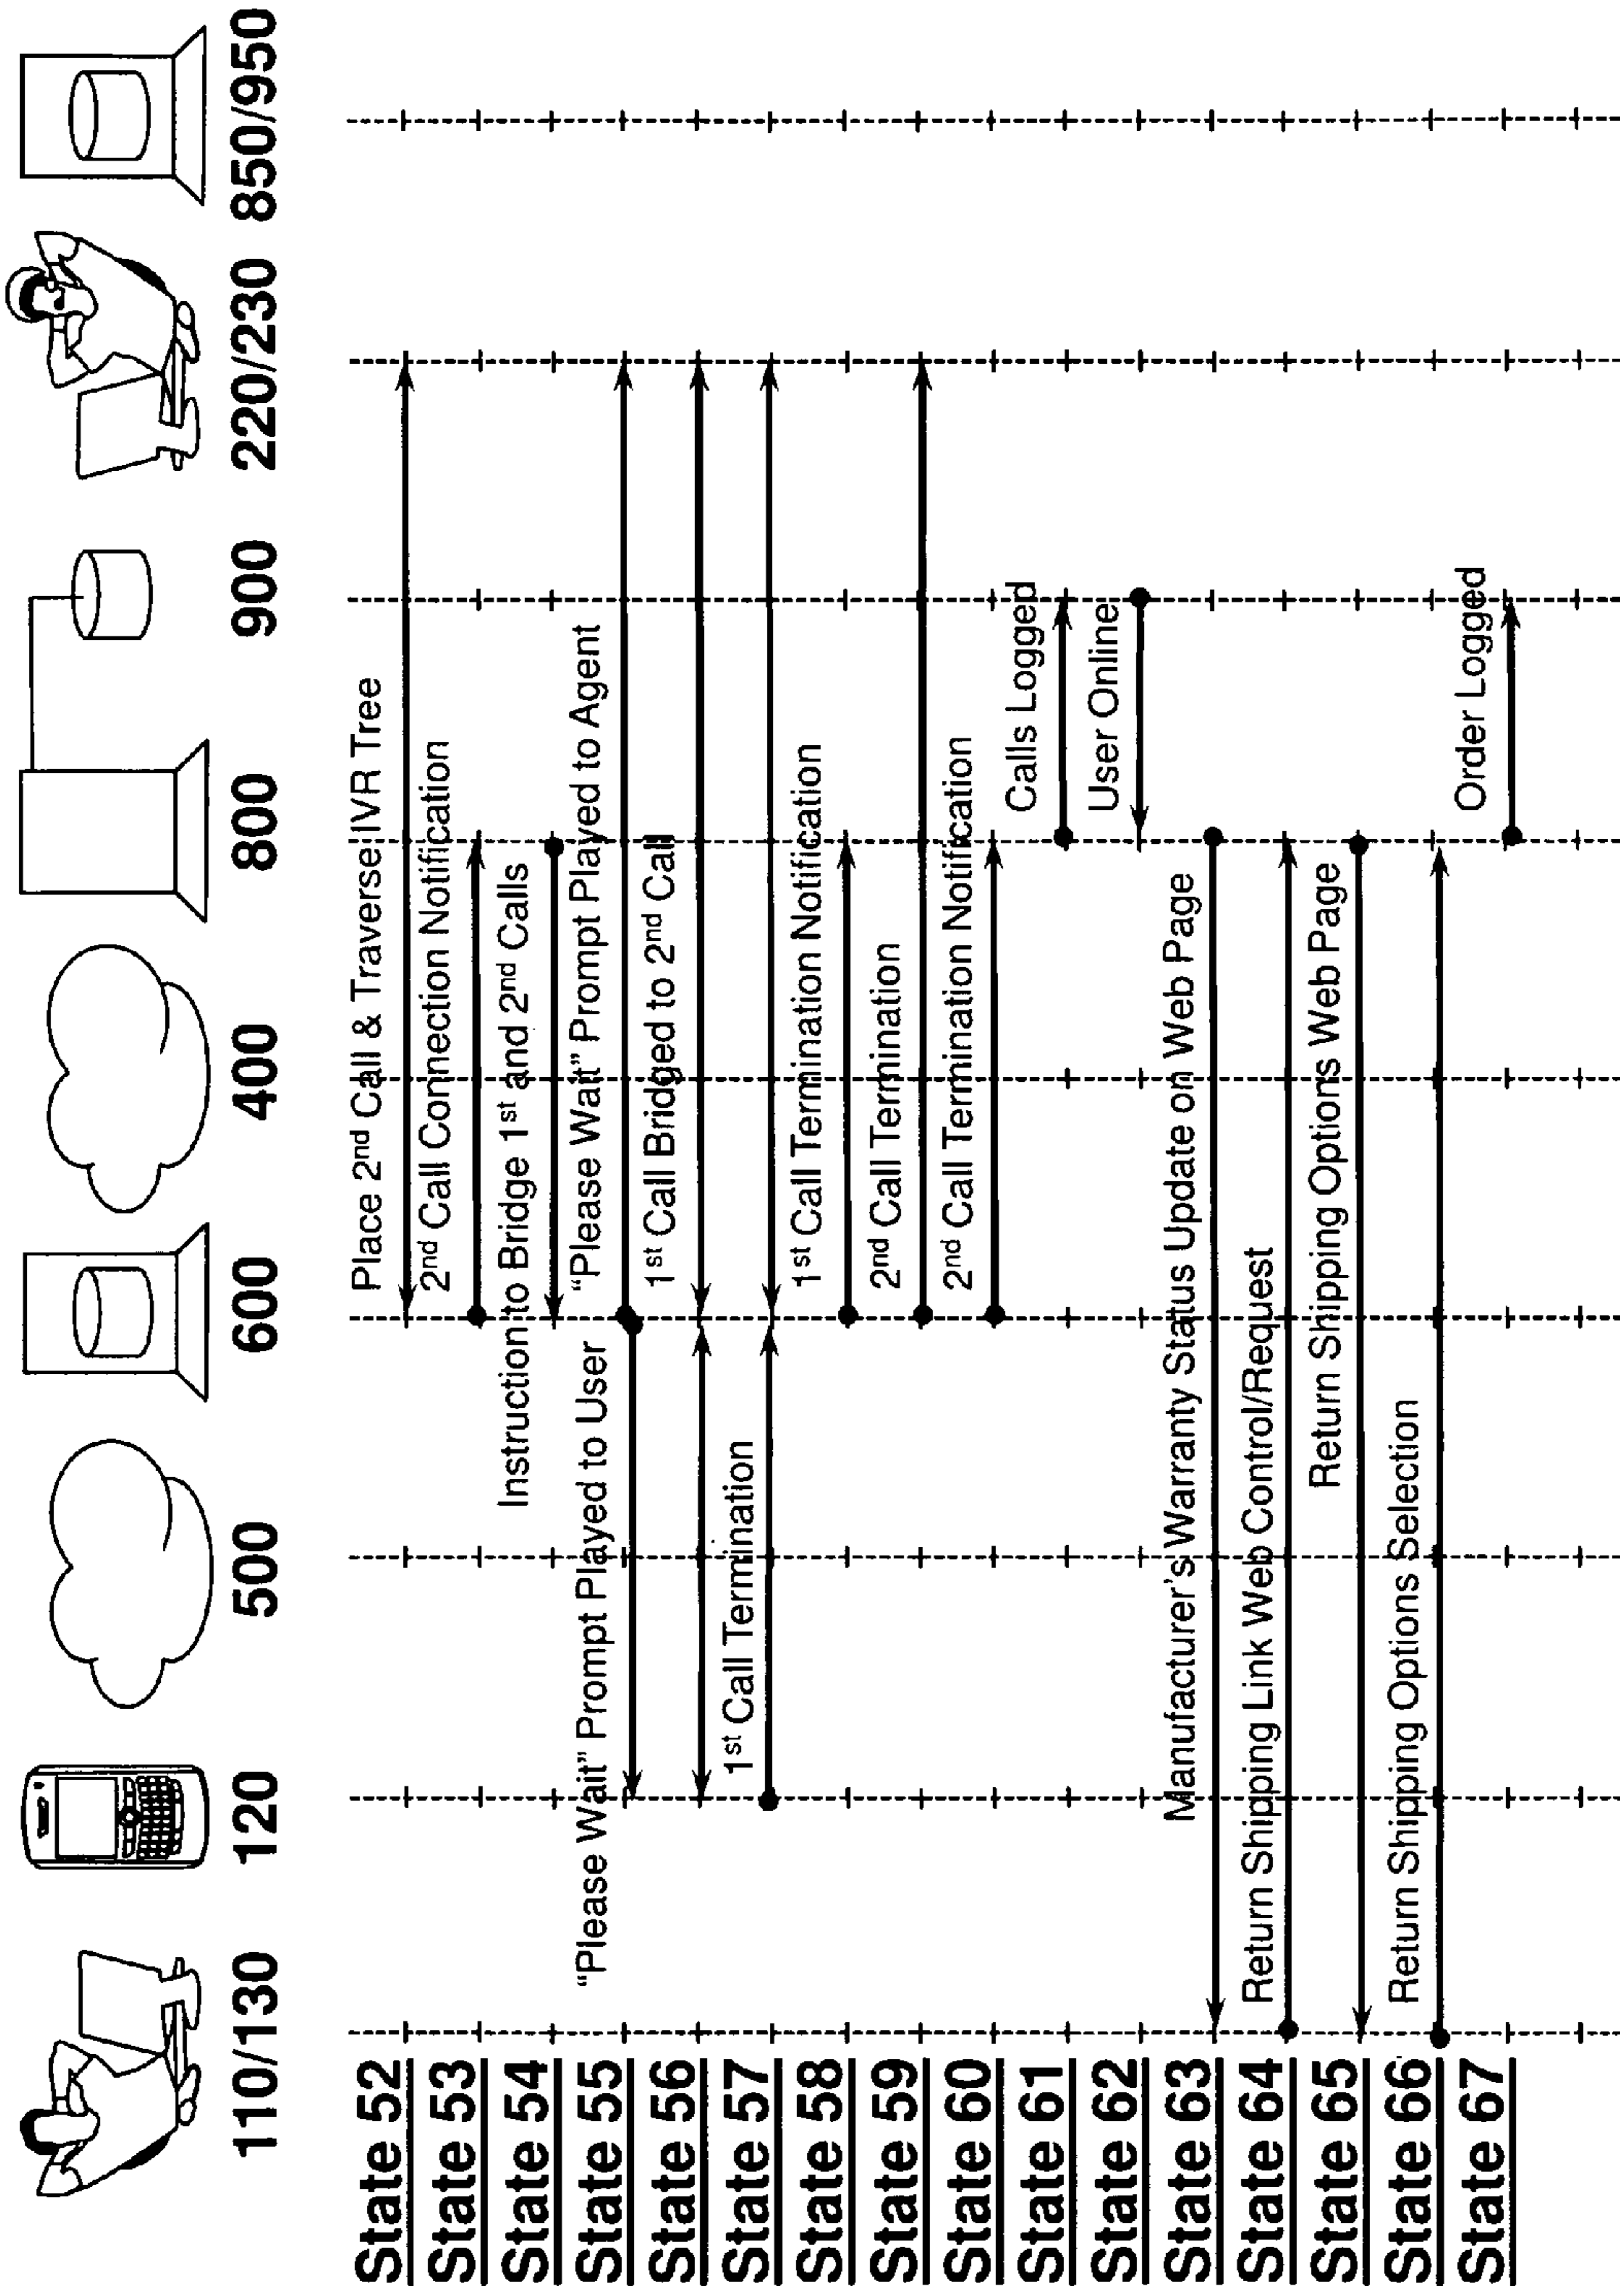 110/130
120
500
600
400
800
900
220/230
850/950
State 52
Place 2nd Call & Traverse IVR Tree
State 53
2nd Call Connection Notification
State 54
Instruction to Bridge 1st and 2nd Calls
State 55
“Please Wait” Prompt Played to User
“Please Wait” Prompt Played to Agent
State 56
1st Call Bridged to 2nd Call
State 57
1st Call Termination
State 58
1st Call Termination Notification
State 59
2nd Call Termination
State 60
2nd Call Termination Notification
State 61
Calls Logged
State 62
User Online
State 63
Manufacturer's Warranty Status Update on Web Page
State 64
Return Shipping Link Web Control/Request
State 65
Return Shipping Options Web Page
State 66
Return Shipping Options Selection
State 67
Order Logged